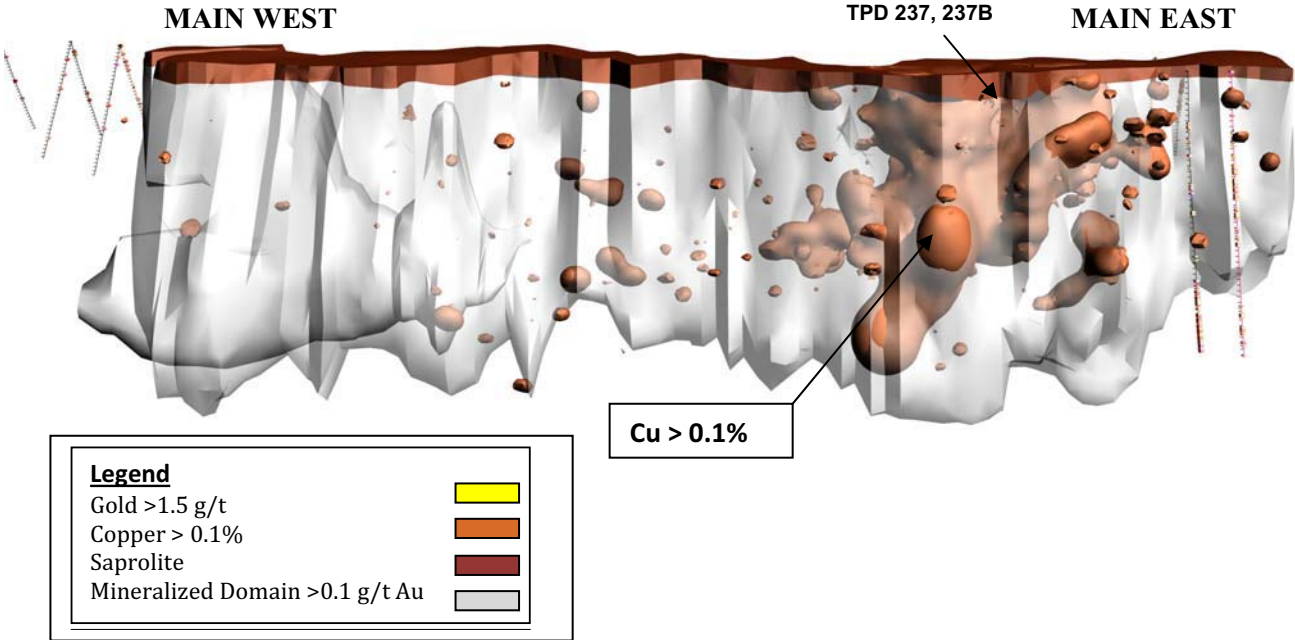 MAIN WEST
TPD 237, 237B
MAIN EAST
Cu > 0.1%
Legend
Gold >1.5 g/t
Copper > 0.1%
Saprolite
Mineralized Domain >0.1 g/t Au